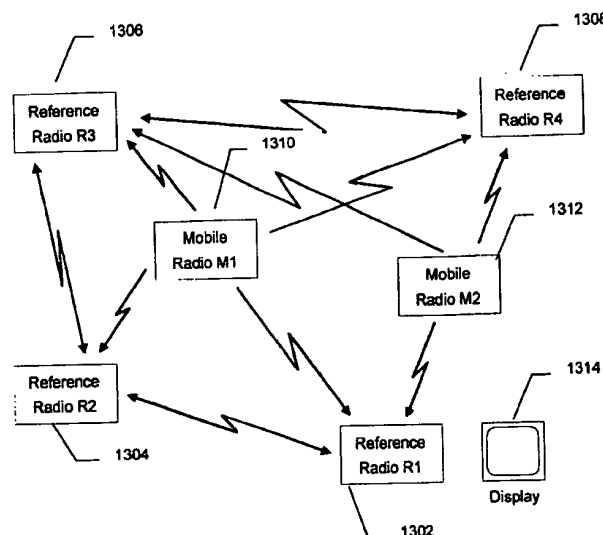 1306
1308
Reference
Radio R3
Reference
Radio R4
1310
1312
Mobile
Radio M1
Mobile
Radio M2
1314
Reference
Radio R2
Reference
Radio R1
1304
Display
1302